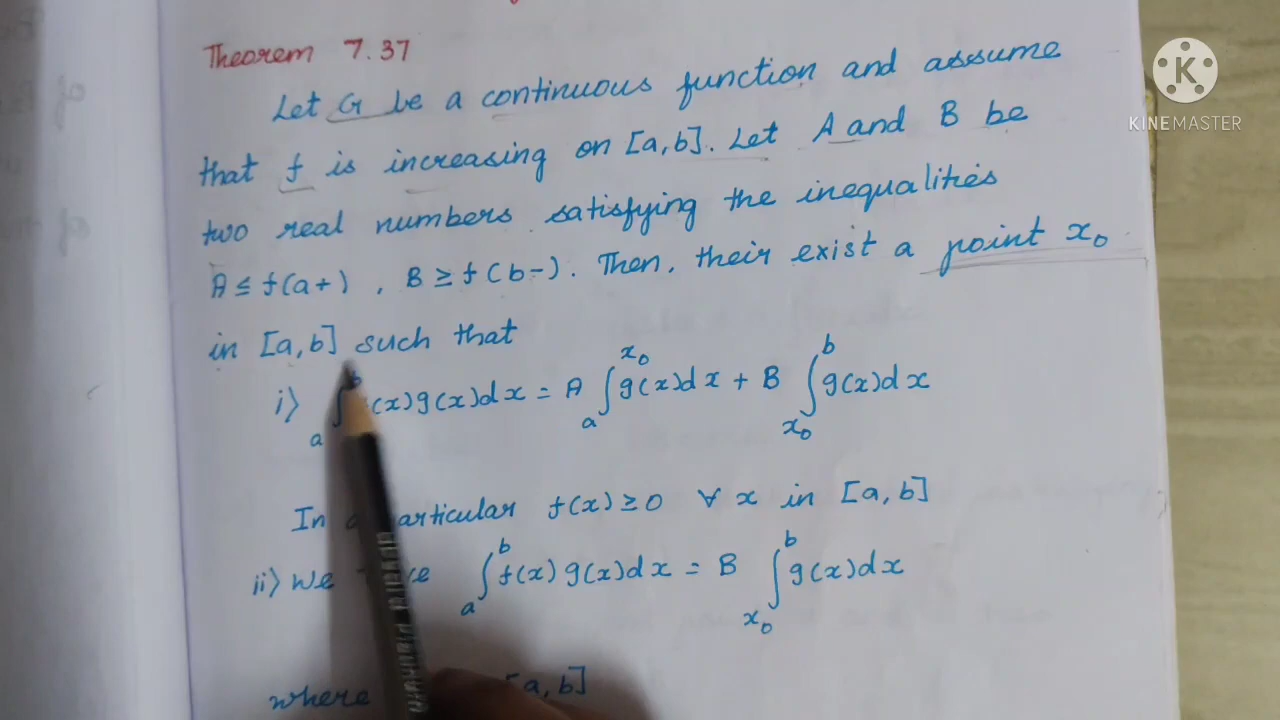 Theorem 7.37
Let G be a continuous function and assume
that f is increasing on [a,b]. Let A and B be
two real numbers satisfying the inequalities
A ≤ f(a+), B ≥ f(b-). Then, their exist a point x₀
in [a,b] such that
i) ∫ₐ (x)g(x)dx = A ∫ₐ^x₀ g(x)dx + B ∫ₓ₀^b g(x)dx
In particular f(x) ≥ 0 ∀ x in [a,b]
ii) We ∫ₐ^b f(x)g(x)dx = B ∫ₓ₀^b g(x)dx
where [a,b]
K
KINEMASTER